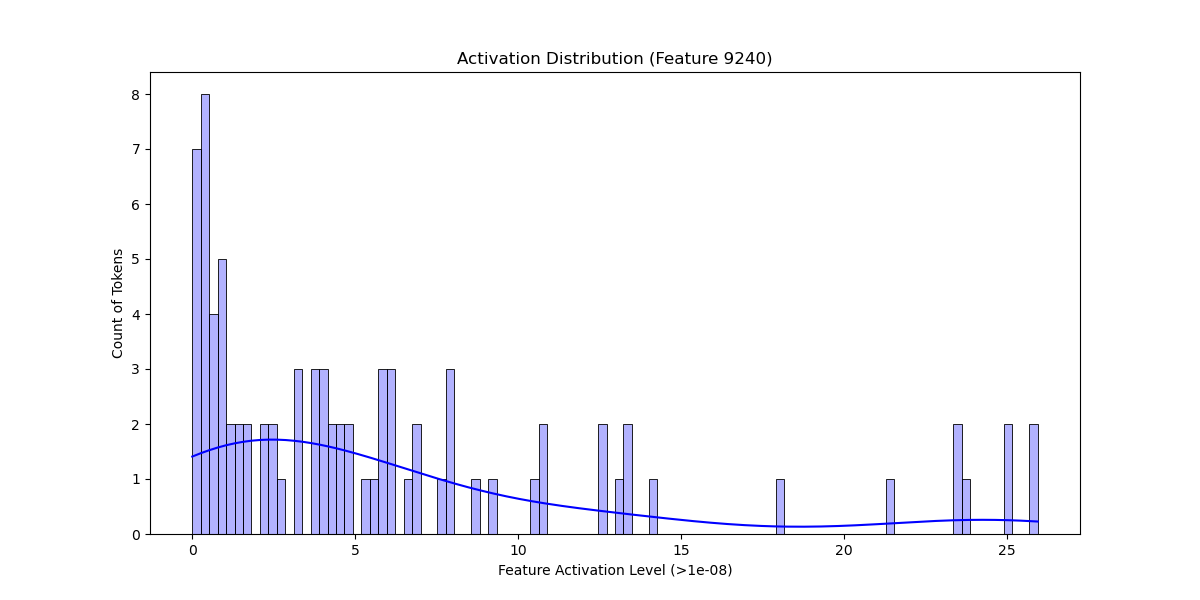 Activation Distribution (Feature 9240)
Count of Tokens
8
7
6
5
4
3
2
1
0
0 5 10 15 20 25
Feature Activation Level (>1e-08)